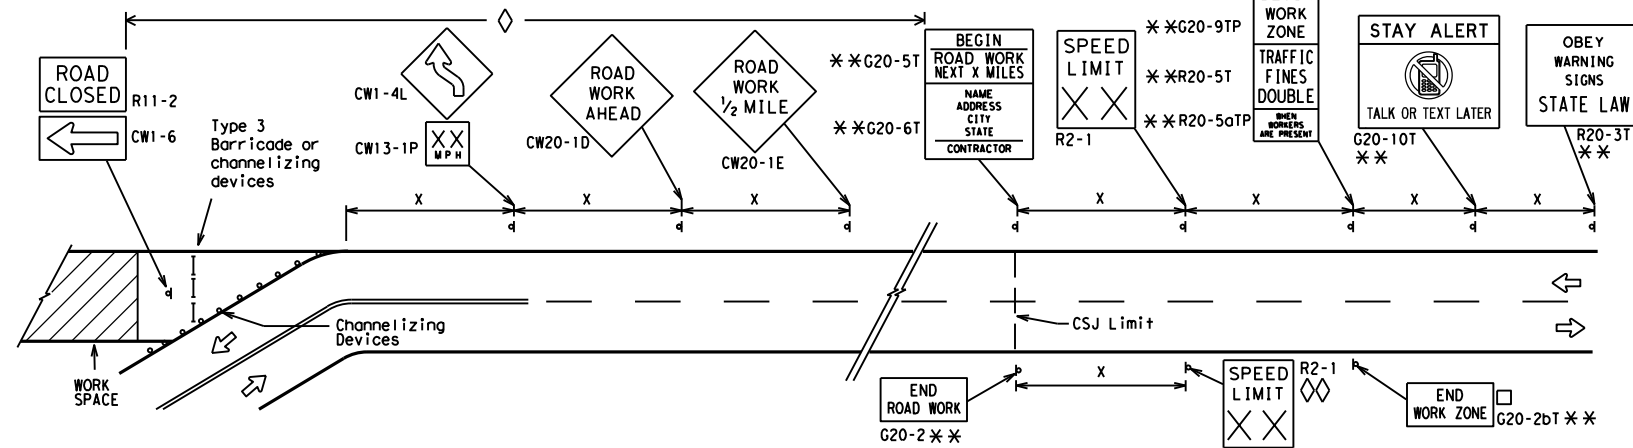 ROAD
CLOSED
R11-2
CW1-6
Type 3
Barricade or
channelizing
devices
CW1-4L
XX
MPH
CW13-1P
ROAD
WORK
AHEAD
CW20-1D
ROAD
WORK
1/2 MILE
CW20-1E
**G20-5T
**G20-6T
BEGIN
ROAD WORK
NEXT X MILES
NAME
ADDRESS
CITY
STATE
CONTRACTOR
SPEED
LIMIT
XX
R2-1
**G20-9TP
**R20-5T
**R20-5aTP
WORK
ZONE
TRAFFIC
FINES
DOUBLE
WHEN
WORKERS
ARE PRESENT
STAY ALERT
TALK OR TEXT LATER
G20-10T
**
OBEY
WARNING
SIGNS
STATE LAW
R20-3T
**
X
X
X
X
X
X
X
Channelizing
Devices
WORK
SPACE
CSJ Limit
END
ROAD WORK
G20-2**
X
SPEED
LIMIT
XX
R2-1
END
WORK ZONE
G20-2bT**